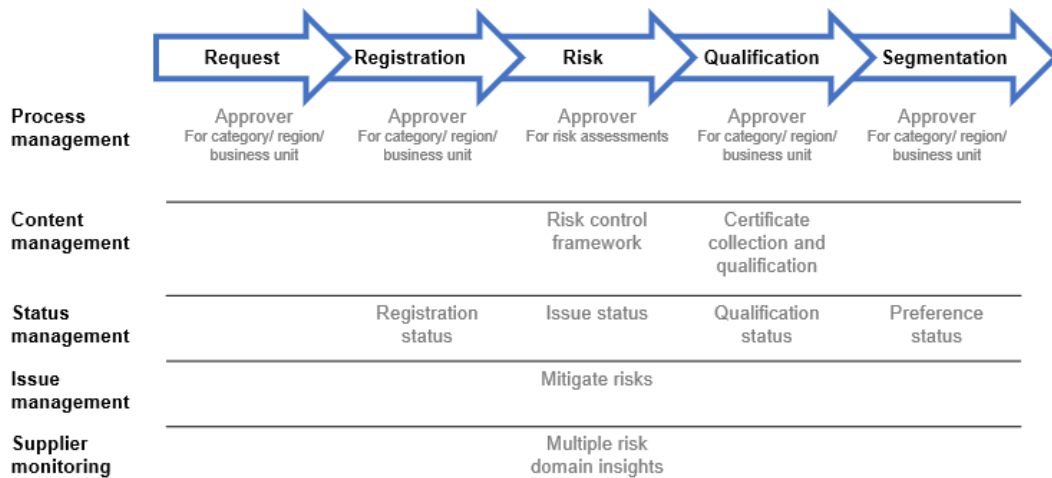 Request Registration Risk Qualification Segmentation
Process Approver Approver Approver Approver Approver
management For category/ region/ For category/ region/ For risk assessments For category/ region/ For category/ region/
business unit business unit business unit business unit
Content Risk control Certificate
management framework collection and
qualification
Status Registration Issue status Qualification Preference
management status status status
Issue Mitigate risks
management
Supplier Multiple risk
monitoring domain insights